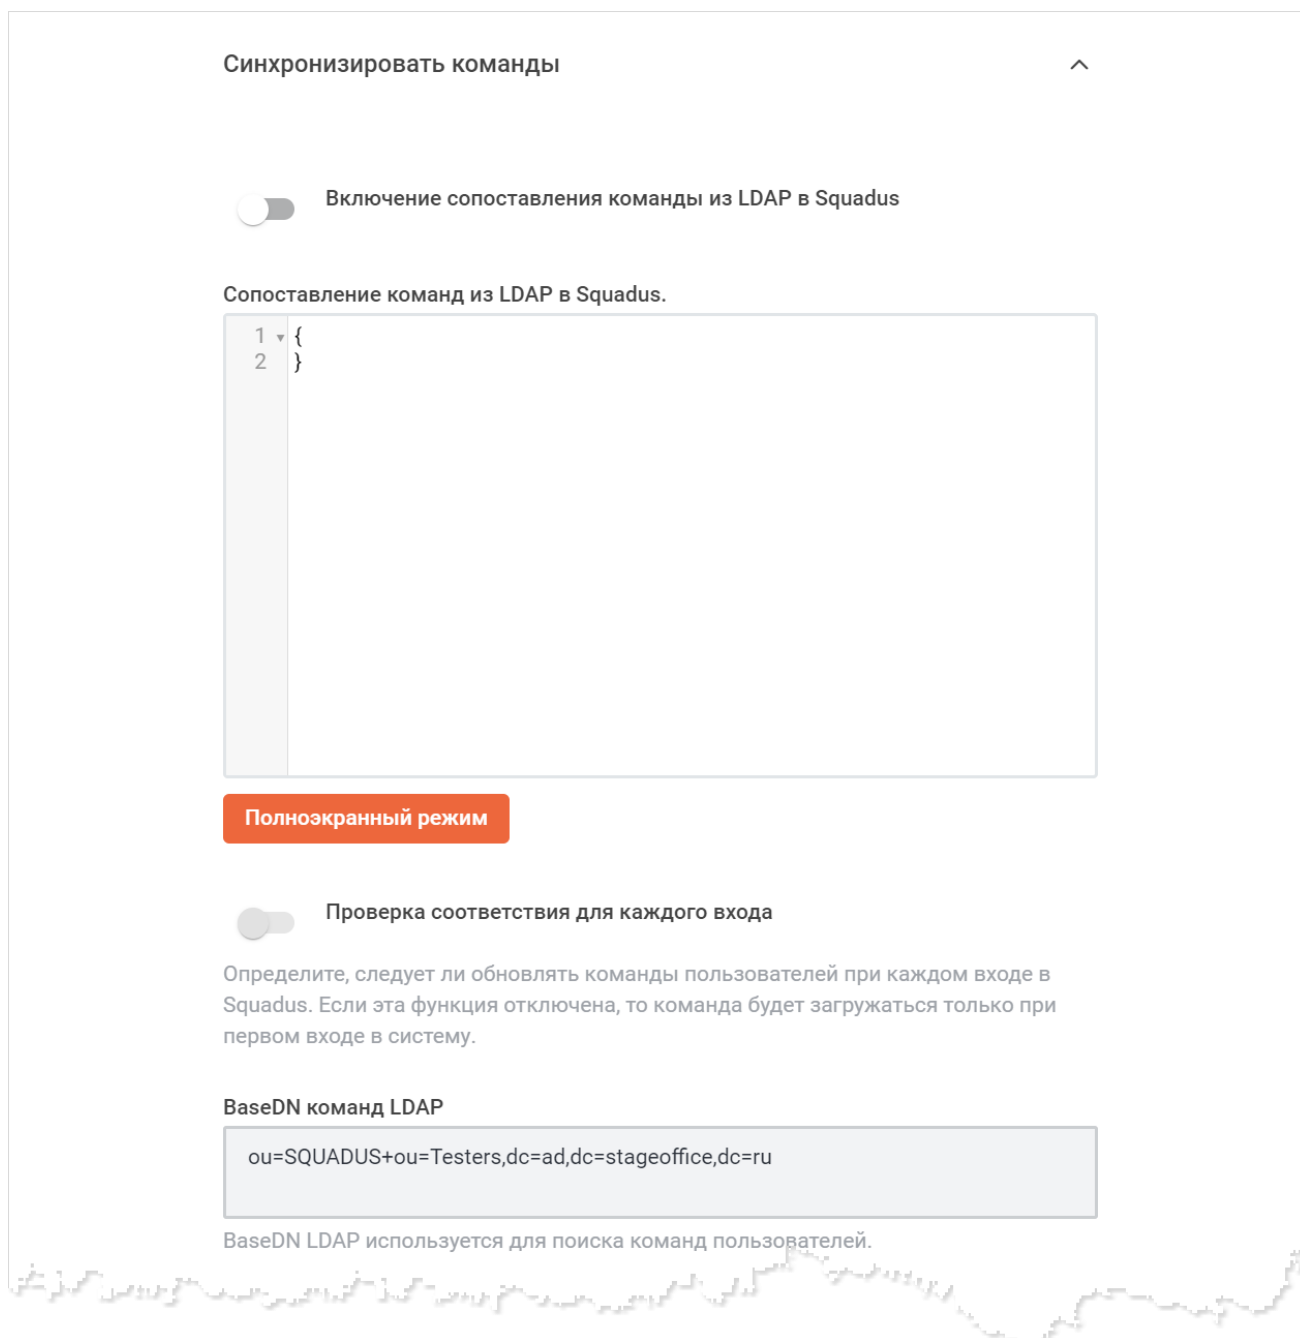 Синхронизировать команды
Включение сопоставления команды из LDAP в Squadus
Сопоставление команд из LDAP в Squadus.
1 {
2 }
Полноэкранный режим
Проверка соответствия для каждого входа
Определите, следует ли обновлять команды пользователей при каждом входе в
Squadus. Если эта функция отключена, то команда будет загружаться только при
первом входе в систему.
BaseDN команд LDAP
ou=SQUADUS+ou=Testers,dc=ad,dc=stageoffice,dc=ru
BaseDN LDAP используется для поиска команд пользователей.